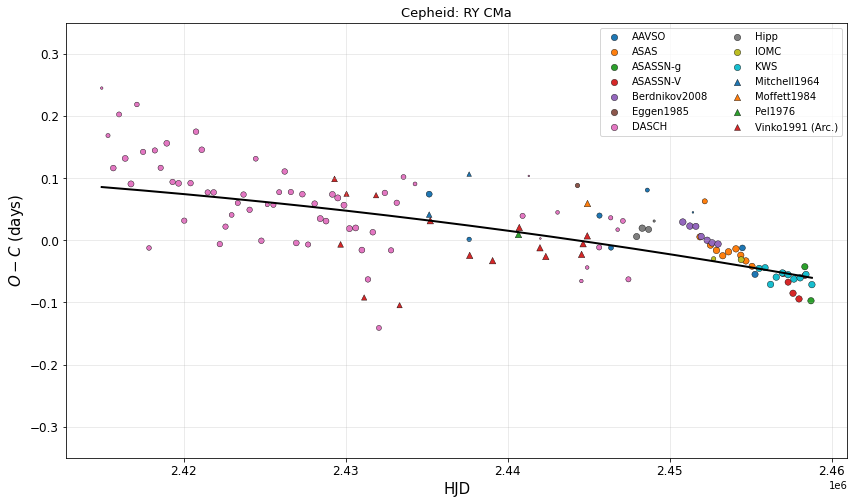 Cepheid: RY CMa
O − C (days)
0.3
0.2
0.1
0.0
−0.1
−0.2
−0.3
AAVSO
ASAS
ASASSN-g
ASASSN-V
Berdnikov2008
Eggen1985
DASCH
Hipp
IOMC
KWS
Mitchell1964
Moffett1984
Pel1976
Vinko1991 (Arc.)
2.42
2.43
2.44
2.45
2.46
1e6
HJD